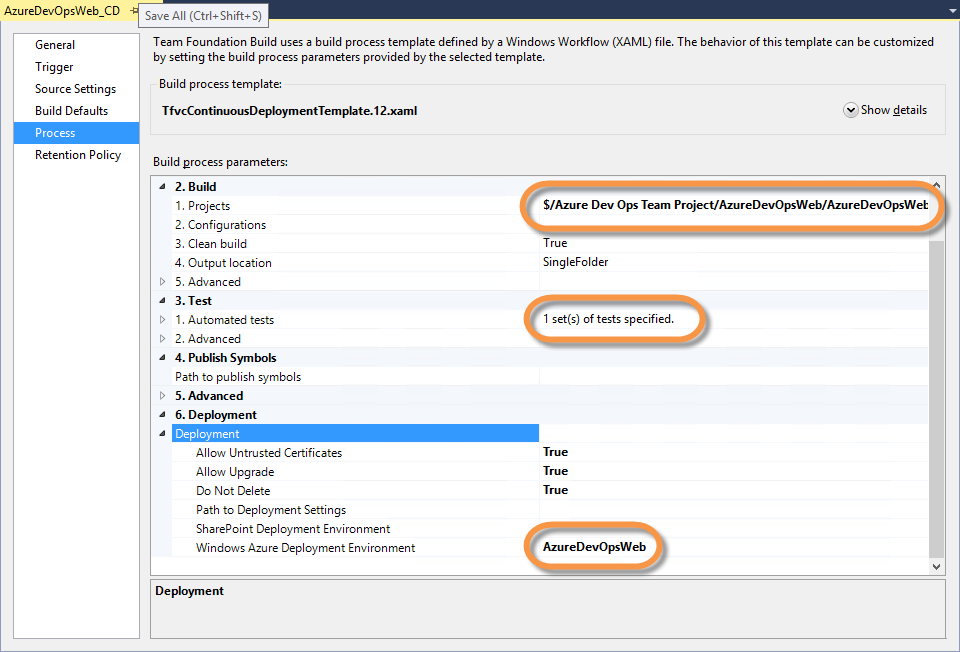 AzureDevOpsWeb_CD
Save All (Ctrl+Shift+S)
General
Trigger
Source Settings
Build Defaults
Process
Retention Policy
Team Foundation Build uses a build process template defined by a Windows Workflow (XAML) file. The behavior of this template can be customized
by setting the build process parameters provided by the selected template.
Build process template:
TfvcContinuousDeploymentTemplate.12.xaml
Show details
Build process parameters:
2. Build
1. Projects $/Azure Dev Ops Team Project/AzureDevOpsWeb/AzureDevOpsWeb
2. Configurations
3. Clean build True
4. Output location SingleFolder
5. Advanced
3. Test
1. Automated tests 1 set(s) of tests specified.
2. Advanced
4. Publish Symbols
Path to publish symbols
5. Advanced
6. Deployment
Deployment
Allow Untrusted Certificates True
Allow Upgrade True
Do Not Delete True
Path to Deployment Settings
SharePoint Deployment Environment
Windows Azure Deployment Environment AzureDevOpsWeb
Deployment